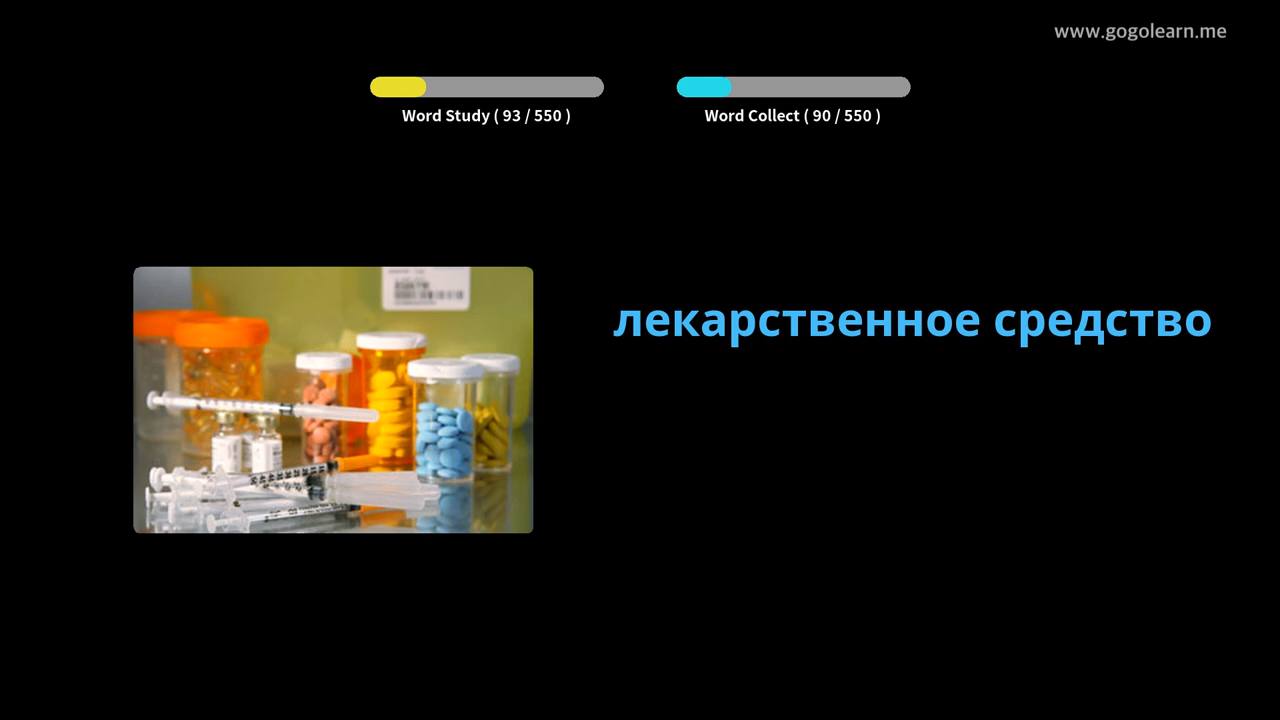 www.gogolearn.me
Word Study ( 93 / 550 )
Word Collect ( 90 / 550 )
лекарственное средство